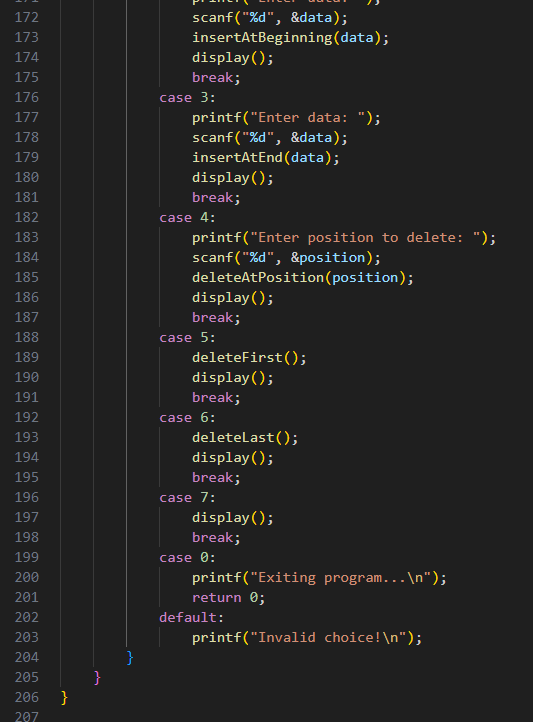 171 printf("Enter data: ");
172 scanf("%d", &data);
173 insertAtBeginning(data);
174 display();
175 break;
176 case 3:
177 printf("Enter data: ");
178 scanf("%d", &data);
179 insertAtEnd(data);
180 display();
181 break;
182 case 4:
183 printf("Enter position to delete: ");
184 scanf("%d", &position);
185 deleteAtPosition(position);
186 display();
187 break;
188 case 5:
189 deleteFirst();
190 display();
191 break;
192 case 6:
193 deleteLast();
194 display();
195 break;
196 case 7:
197 display();
198 break;
199 case 0:
200 printf("Exiting program...\n");
201 return 0;
202 default:
203 printf("Invalid choice!\n");
204 }
205 }
206 }
207